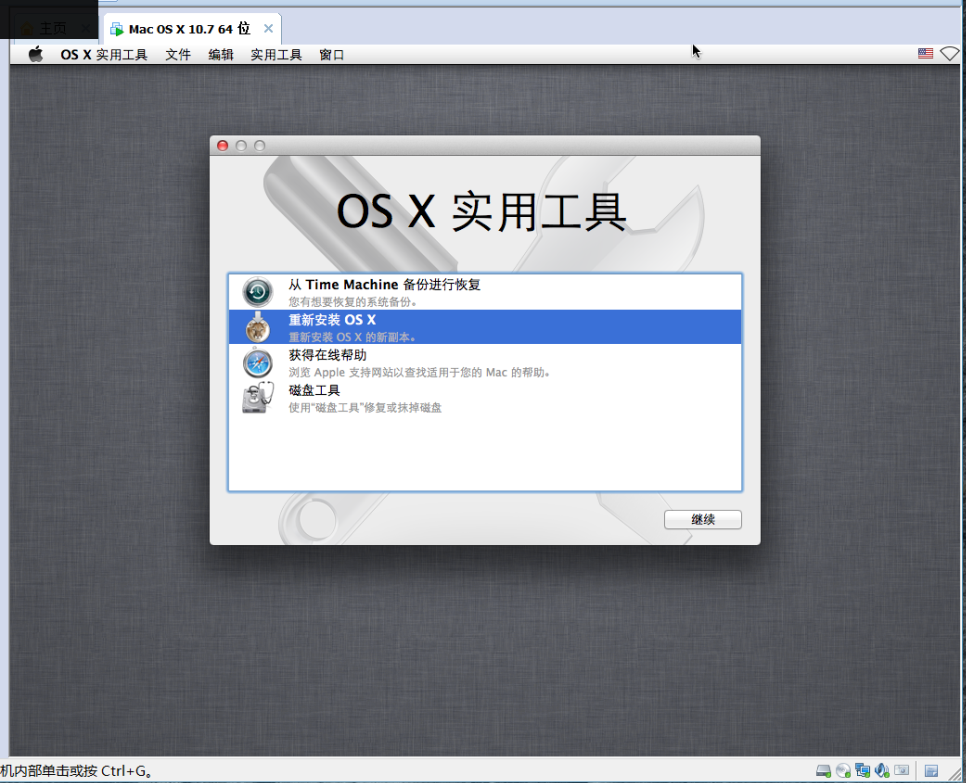 主页
Mac OS X 10.7 64 位
OS X 实用工具 文件 编辑 实用工具 窗口
OS X 实用工具
从 Time Machine 备份进行恢复
您有想要恢复的系统备份。
重新安装 OS X
重新安装 OS X 的新副本。
获得在线帮助
浏览 Apple 支持网站以查找适用于您的 Mac 的帮助。
磁盘工具
使用“磁盘工具”修复或抹掉磁盘
继续
机内部单击或按 Ctrl+G。